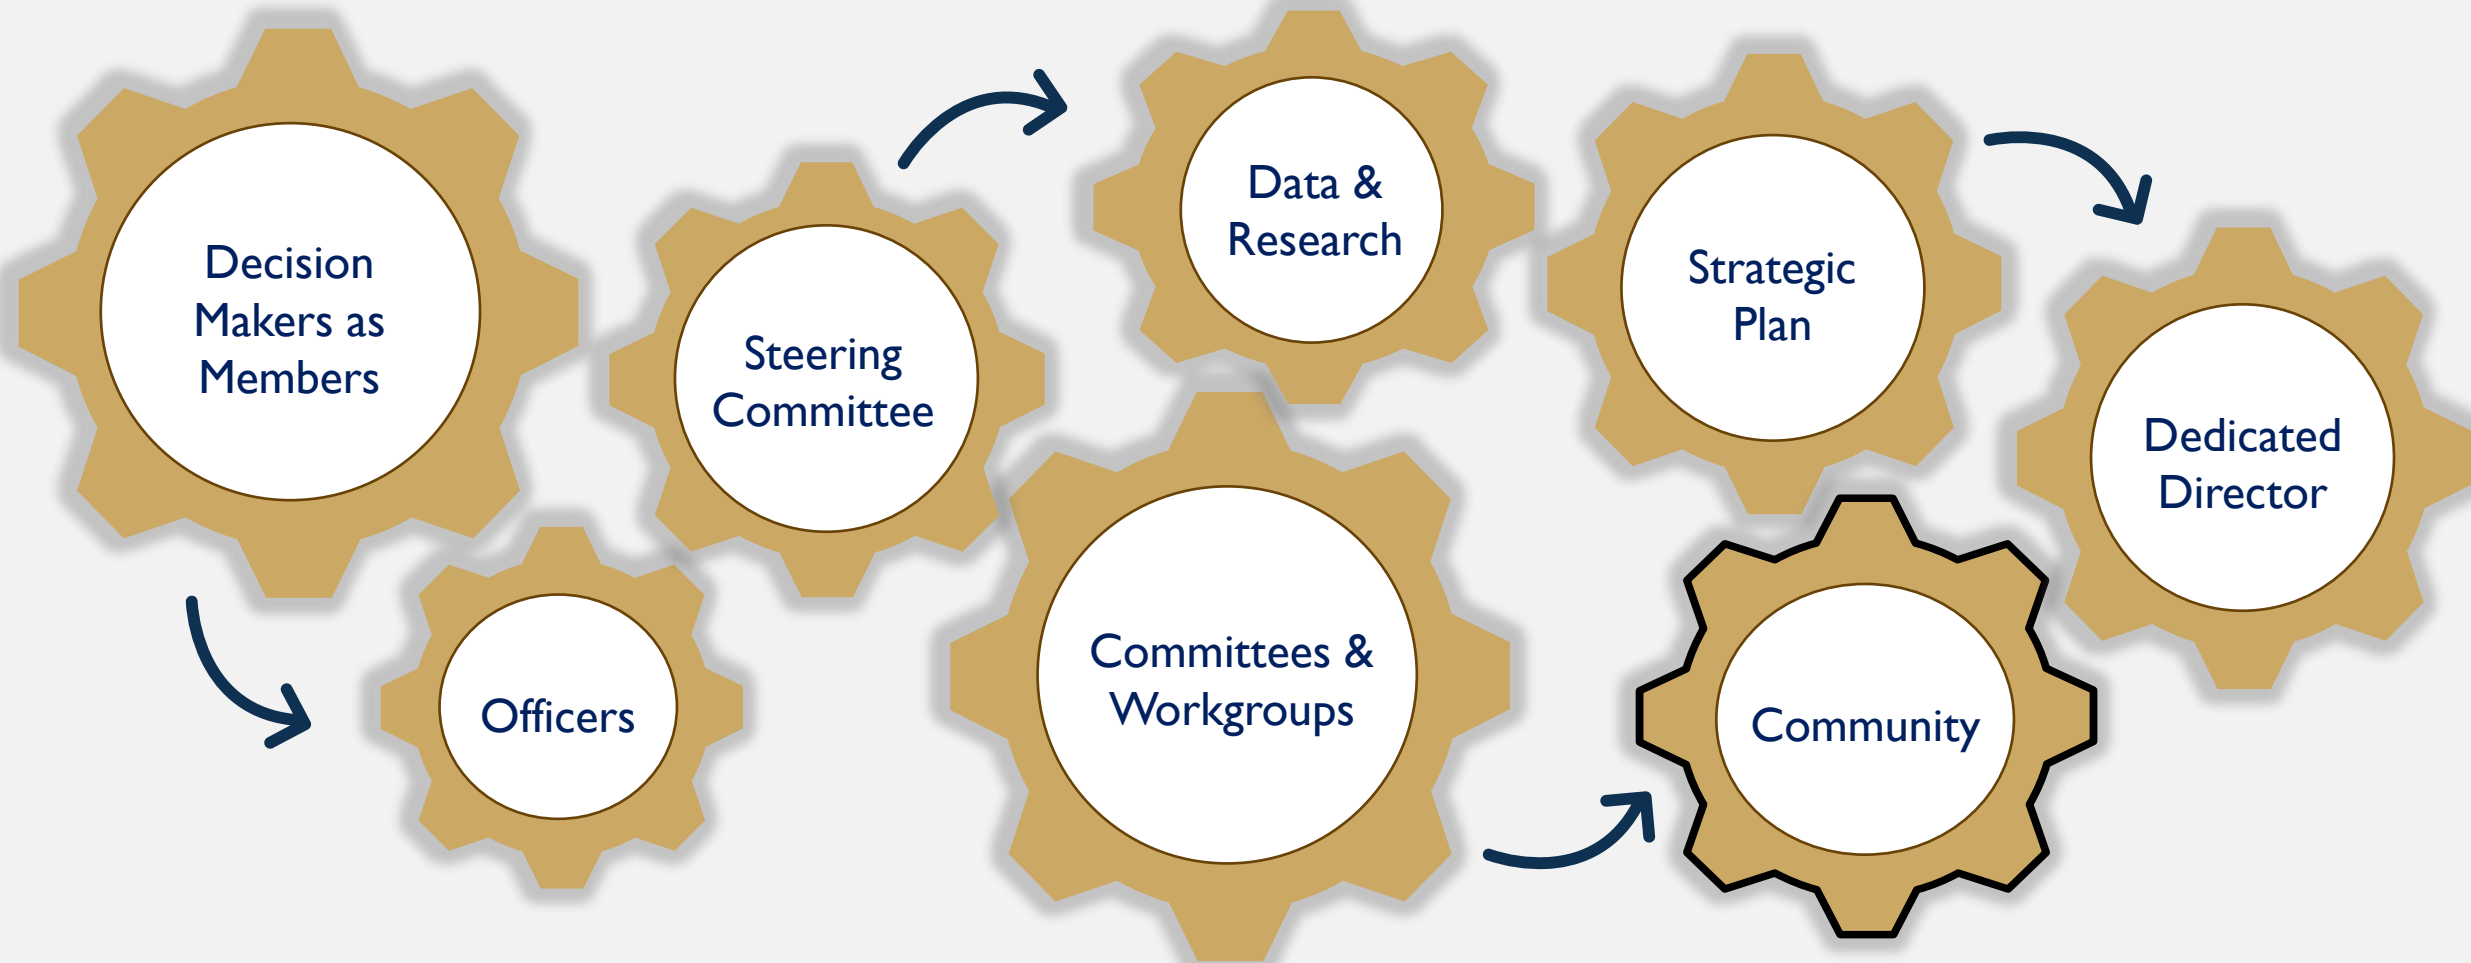 Decision
Makers as
Members
Officers
Steering
Committee
Data &
Research
Committees &
Workgroups
Strategic
Plan
Community
Dedicated
Director